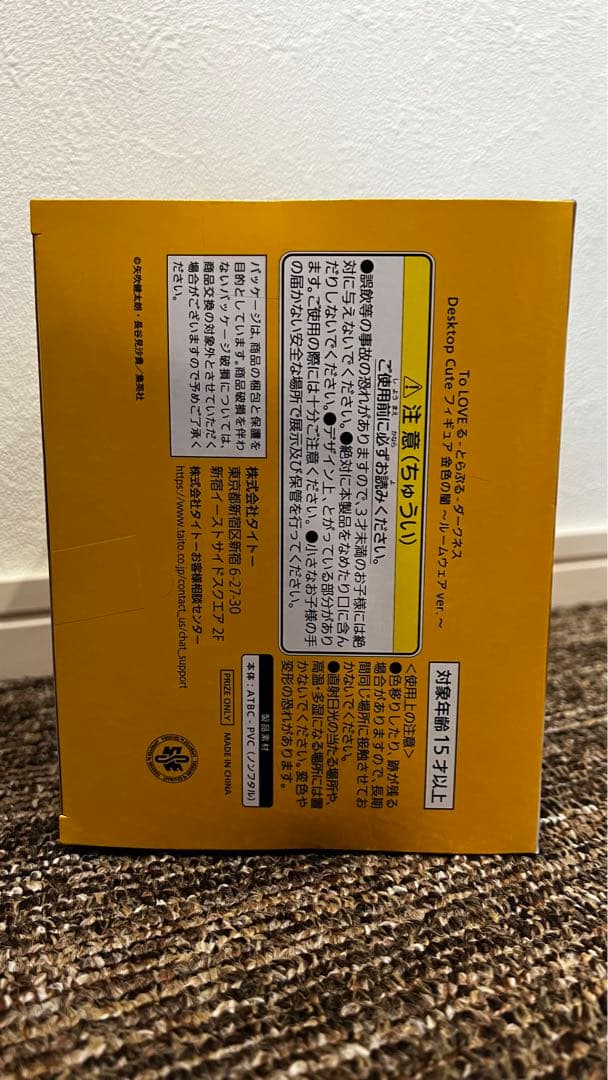 To LOVEる-とらぶる-ダークネス
Desktop Cute フィギュア 金色の闇 ～ルームウェア ver.～
⚠注意(ちゅうい)
しようまえ かなら よ
ご使用前に必ずお読みください。
●誤飲等の事故の恐れがありますので、3才未満のお子様には絶
対に与えないでください。●絶対に本製品をなめたり口に含ん
だりしないでください。●デザイン上、とがっている部分があり
ます。ご使用の際には十分ご注意ください。●小さなお子様の手
の届かない安全な場所で展示及び保管を行ってください。
対象年齢15才以上
＜使用上の注意＞
●色移りしたり、跡が残る
場合がありますので、長期
間同じ場所に接触させてお
かないでください。
●直射日光の当たる場所や、
高温・多湿になる場所には置
かないでください。変色や
変形の恐れがあります。
パッケージは、商品の梱包と保護を
目的としています。商品破損を伴わ
ないパッケージ破損については、
商品交換の対象外とさせていただく
場合がございますので予めご了承く
ださい。
株式会社タイトー
東京都新宿区新宿6-27-30
新宿イーストサイドスクエア 2F
株式会社タイトーお客様相談センター
https://www.taito.co.jp/contact_us/chat_support
製品素材
本体:ATBC-PVC(ノンフタル)
PRIZE ONLY
MADE IN CHINA
©矢吹健太朗・長谷見沙貴／集英社